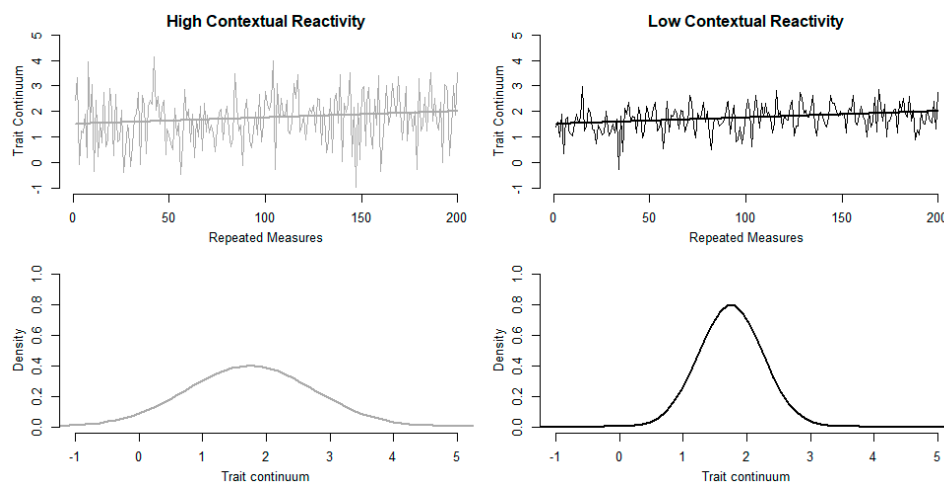 High Contextual Reactivity
Trait Continuum
-1 0 1 2 3 4 5
0 50 100 150 200
Repeated Measures
Low Contextual Reactivity
Trait Continuum
-1 0 1 2 3 4 5
0 50 100 150 200
Repeated Measures
Density
0.0 0.2 0.4 0.6 0.8 1.0
-1 0 1 2 3 4 5
Trait continuum
Density
0.0 0.2 0.4 0.6 0.8 1.0
-1 0 1 2 3 4 5
Trait continuum